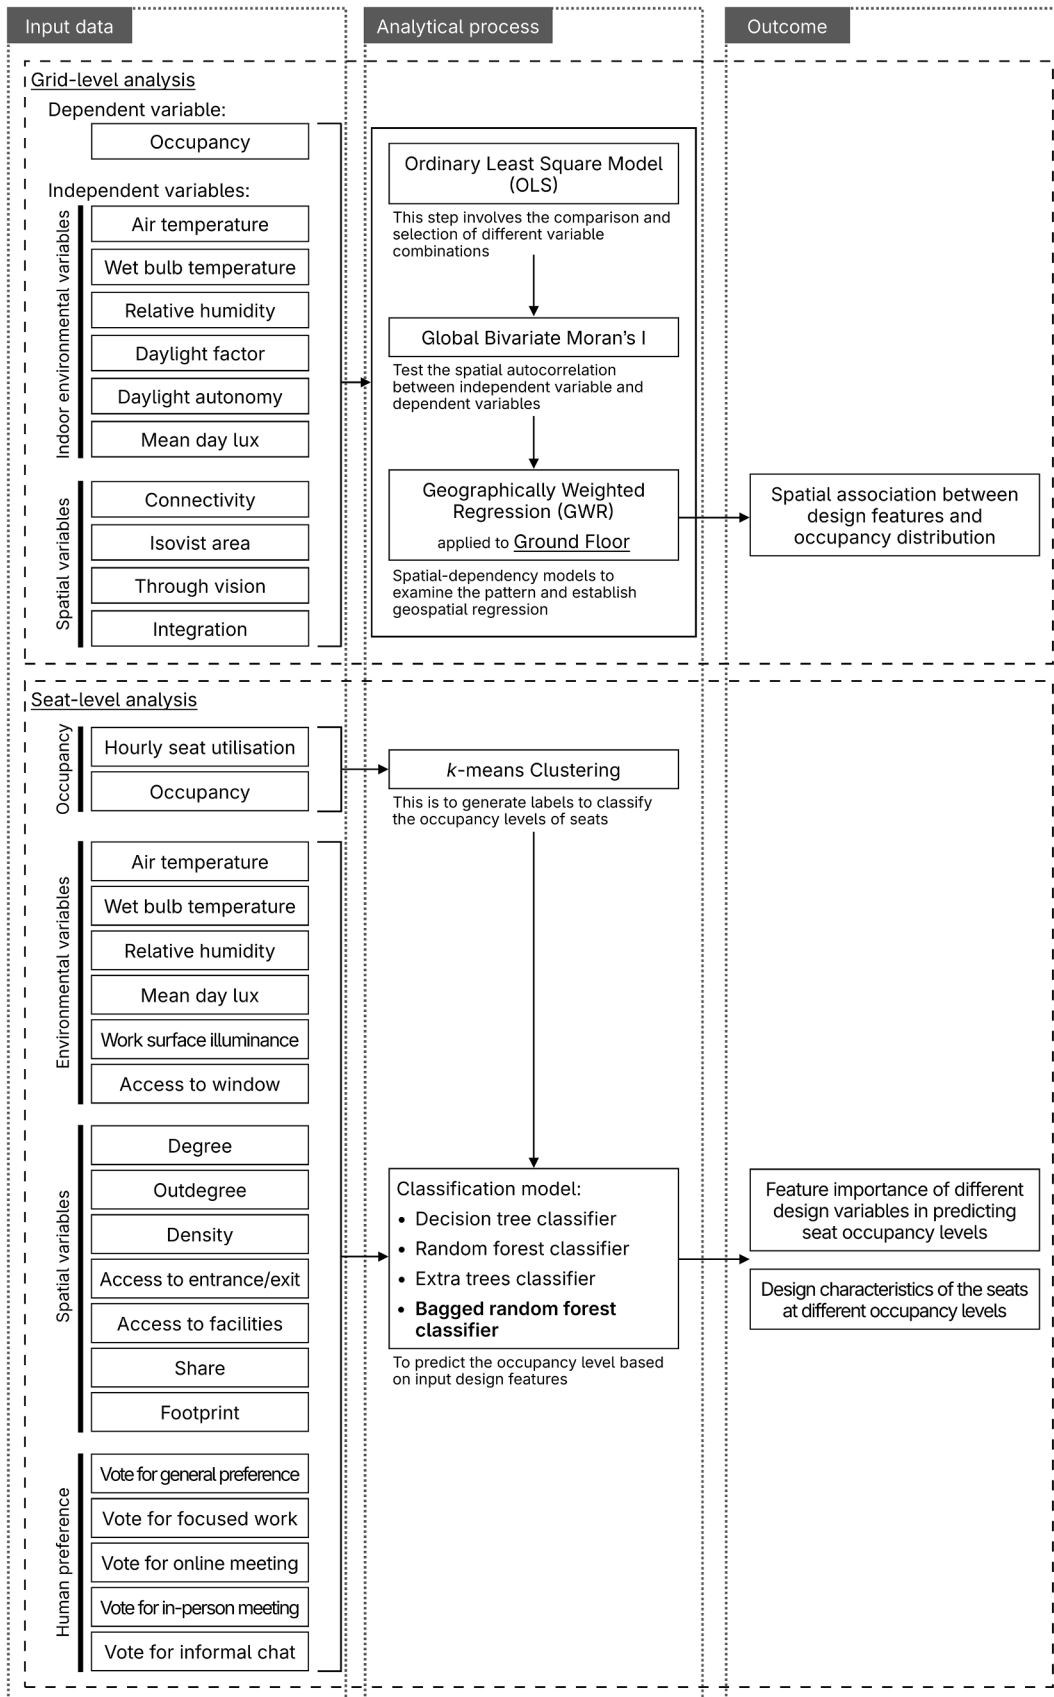 Input data
Analytical process
Outcome
Grid-level analysis
Dependent variable:
Occupancy
Independent variables:
Indoor environmental variables
Air temperature
Wet bulb temperature
Relative humidity
Daylight factor
Daylight autonomy
Mean day lux
Spatial variables
Connectivity
Isovist area
Through vision
Integration
Ordinary Least Square Model
(OLS)
This step involves the comparison and
selection of different variable
combinations
Global Bivariate Moran’s I
Test the spatial autocorrelation
between independent variable and
dependent variables
Geographically Weighted
Regression (GWR)
applied to Ground Floor
Spatial-dependency models to
examine the pattern and establish
geospatial regression
Spatial association between
design features and
occupancy distribution
Seat-level analysis
Occupancy
Hourly seat utilisation
Occupancy
Environmental variables
Air temperature
Wet bulb temperature
Relative humidity
Mean day lux
Work surface illuminance
Access to window
Spatial variables
Degree
Outdegree
Density
Access to entrance/exit
Access to facilities
Share
Footprint
Human preference
Vote for general preference
Vote for focused work
Vote for online meeting
Vote for in-person meeting
Vote for informal chat
k-means Clustering
This is to generate labels to classify
the occupancy levels of seats
Classification model:
• Decision tree classifier
• Random forest classifier
• Extra trees classifier
• Bagged random forest
classifier
To predict the occupancy level based
on input design features
Feature importance of different
design variables in predicting
seat occupancy levels
Design characteristics of the seats
at different occupancy levels